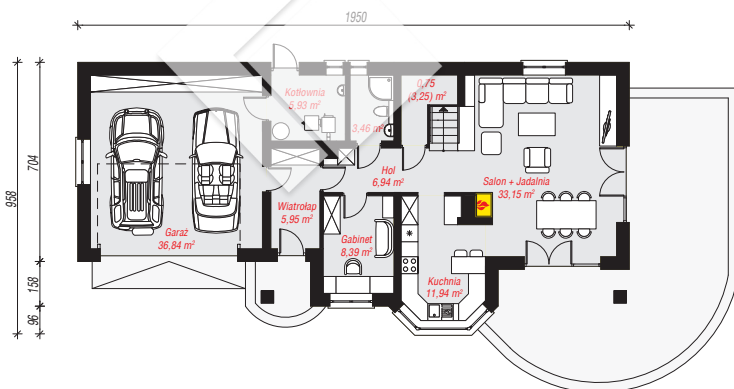 1950
Kotłownia
5,93 m²
0,75
(3,25) m²
3,46 m²
704
958
Hol
6,94 m²
Salon + Jadalnia
33,15 m²
Wiatrołap
5,95 m²
Garaż
36,84 m²
Gabinet
8,39 m²
Kuchnia
11,94 m²
158
96